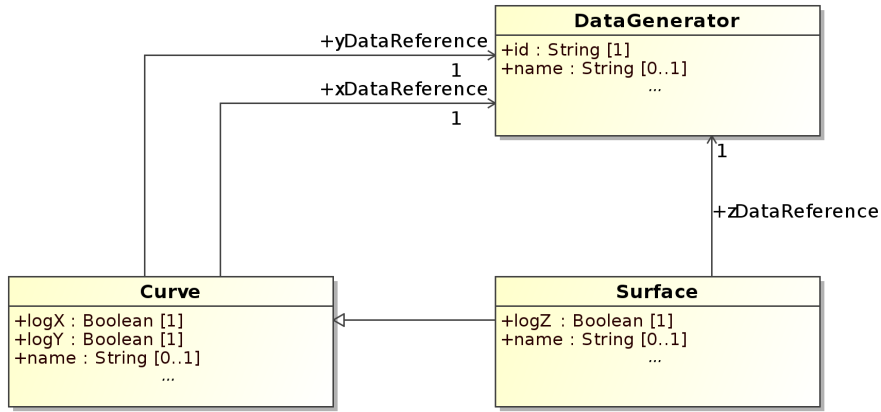 DataGenerator
+id : String [1]
+name : String [0..1]
...
+yDataReference
1
+xDataReference
1
1
+zDataReference
Curve
+logX : Boolean [1]
+logY : Boolean [1]
+name : String [0..1]
...
Surface
+logZ : Boolean [1]
+name : String [0..1]
...